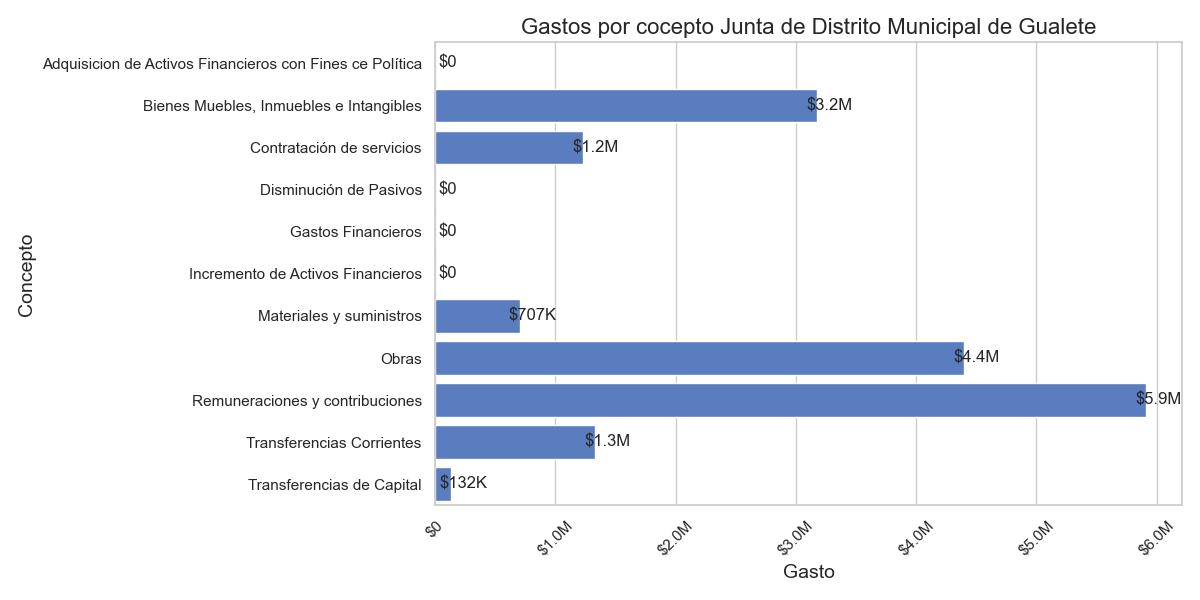 Gastos por cocepto Junta de Distrito Municipal de Gualete
Adquisicion de Activos Financieros con Fines ce Política
$0
Bienes Muebles, Inmuebles e Intangibles
$3.2M
Contratación de servicios
$1.2M
Disminución de Pasivos
$0
Gastos Financieros
$0
Incremento de Activos Financieros
$0
Materiales y suministros
$707K
Obras
$4.4M
Remuneraciones y contribuciones
$5.9M
Transferencias Corrientes
$1.3M
Transferencias de Capital
$132K
Concepto
$0
$1.0M
$2.0M
$3.0M
$4.0M
$5.0M
$6.0M
Gasto